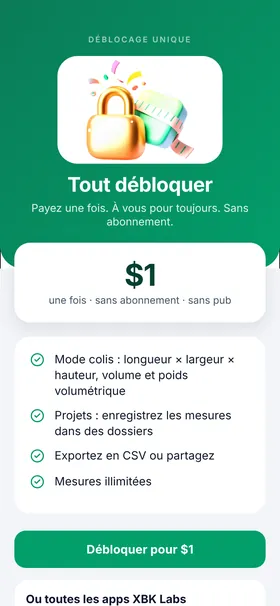 DÉBLOCAGE UNIQUE
Tout débloquer
Payez une fois. À vous pour toujours. Sans
abonnement.
$1
une fois · sans abonnement · sans pub
Mode colis : longueur × largeur ×
hauteur, volume et poids
volumétrique
Projets : enregistrez les mesures
dans des dossiers
Exportez en CSV ou partagez
Mesures illimitées
Débloquer pour $1
Ou toutes les apps XBK Labs